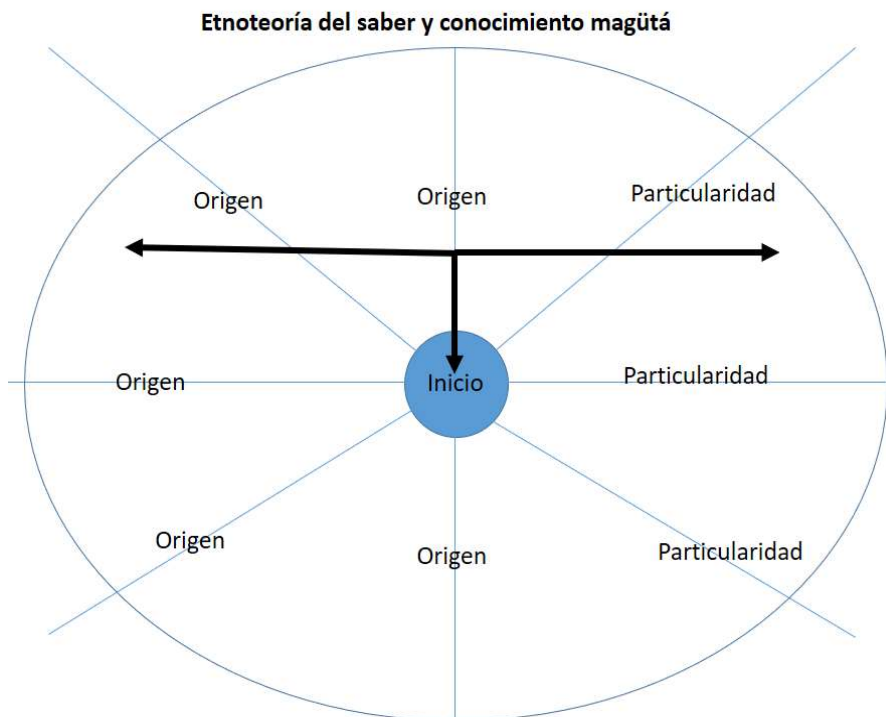 Etnoteoría del saber y conocimiento magütá
Origen
Origen
Particularidad
Origen
Inicio
Particularidad
Origen
Origen
Particularidad